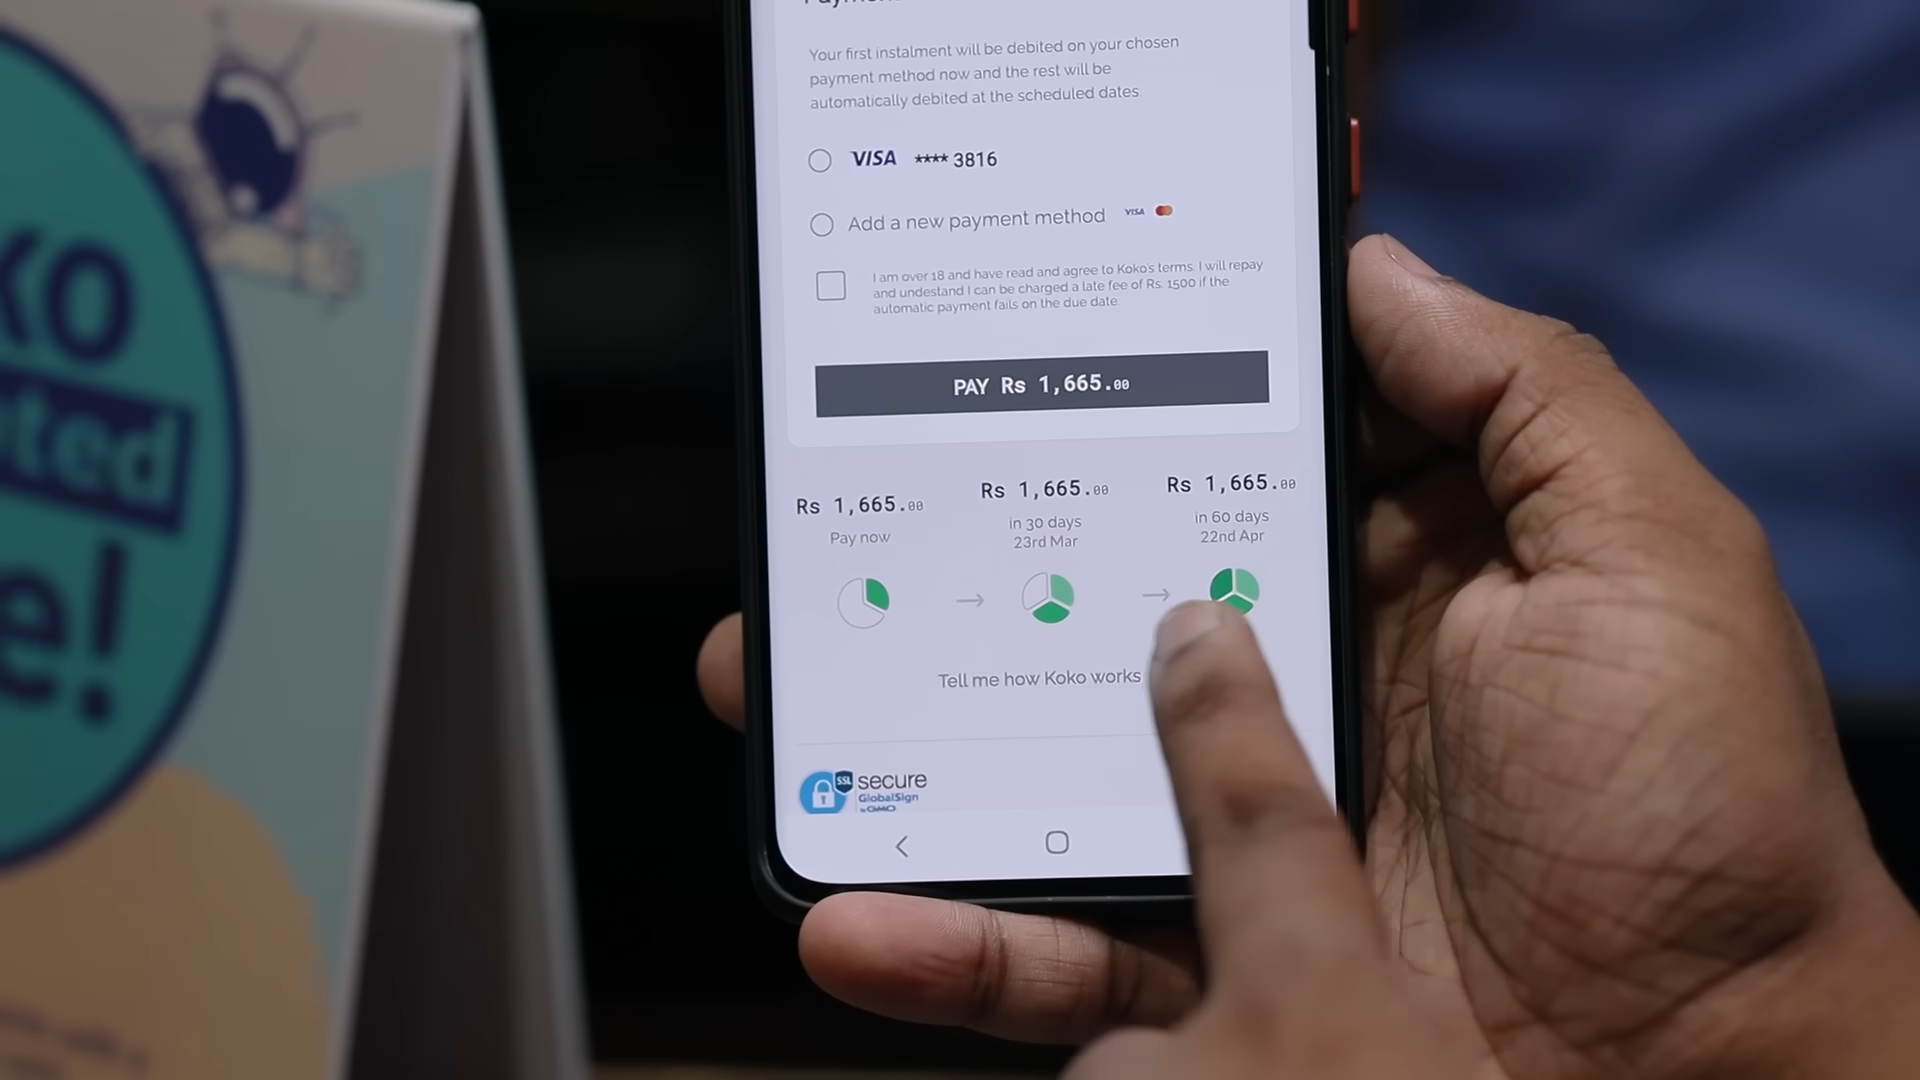 Your first instalment will be debited on your chosen
payment method now and the rest will be
automatically debited at the scheduled dates.
VISA **** 3816
Add a new payment method VISA
I am over 18 and have read and agree to Koko's terms. I will repay
and undestand I can be charged a late fee of Rs. 1500 if the
automatic payment fails on the due date
PAY Rs 1,665.00
Rs 1,665.00
Pay now
Rs 1,665.00
in 30 days
23rd Mar
Rs 1,665.00
in 60 days
22nd Apr
Tell me how Koko works
SSL
secure
GlobalSign
by GMO